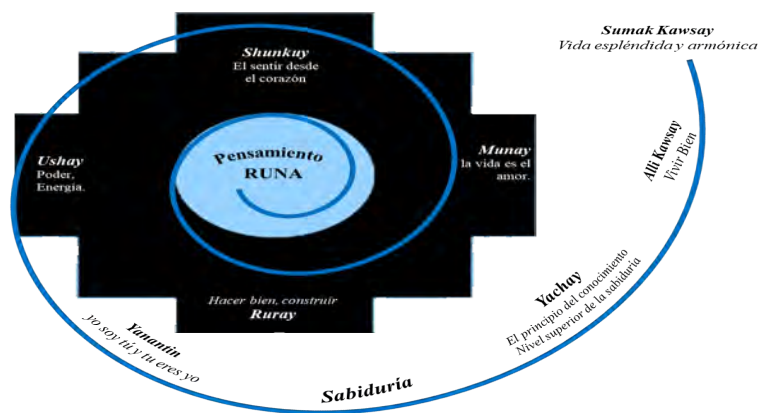 Sumak Kawsay
Vida espléndida y armónica
Shunkuy
El sentir desde
el corazón
Alli Kawsay
Vivir Bien
Ushay
Poder,
Energía.
Pensamiento
RUNA
Munay
la vida es el
amor.
Hacer bien, construir
Ruray
Yachay
El principio del conocimiento
Nivel superior de la sabiduría
Yanantin
yo soy tú y tu eres yo
Sabiduría